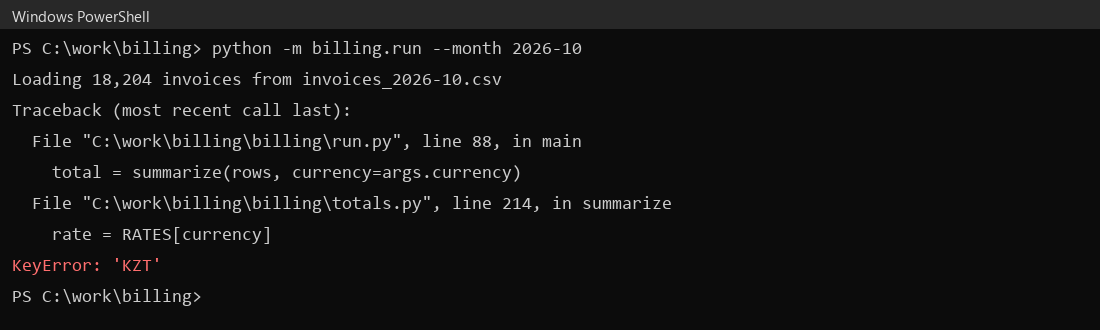 Windows PowerShell
PS C:\work\billing> python -m billing.run --month 2026-10
Loading 18,204 invoices from invoices_2026-10.csv
Traceback (most recent call last):
  File "C:\work\billing\billing\run.py", line 88, in main
    total = summarize(rows, currency=args.currency)
  File "C:\work\billing\billing\totals.py", line 214, in summarize
    rate = RATES[currency]
KeyError: 'KZT'
PS C:\work\billing>